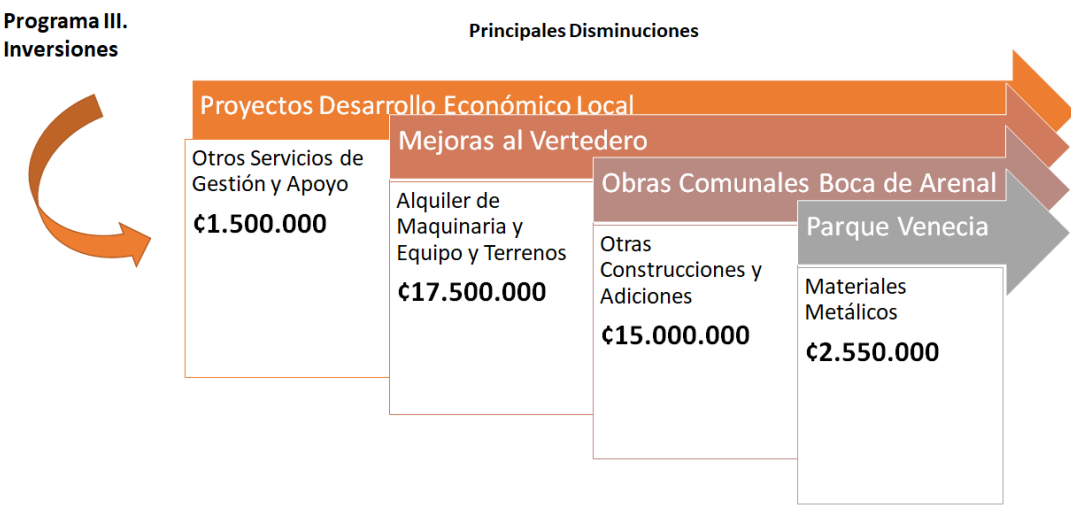 Programa III.
Inversiones
Principales Disminuciones
Proyectos Desarrollo Económico Local
Otros Servicios de
Gestión y Apoyo
¢1.500.000
Mejoras al Vertedero
Alquiler de
Maquinaria y
Equipo y Terrenos
¢17.500.000
Obras Comunales Boca de Arenal
Otras
Construcciones y
Adiciones
¢15.000.000
Parque Venecia
Materiales
Metálicos
¢2.550.000